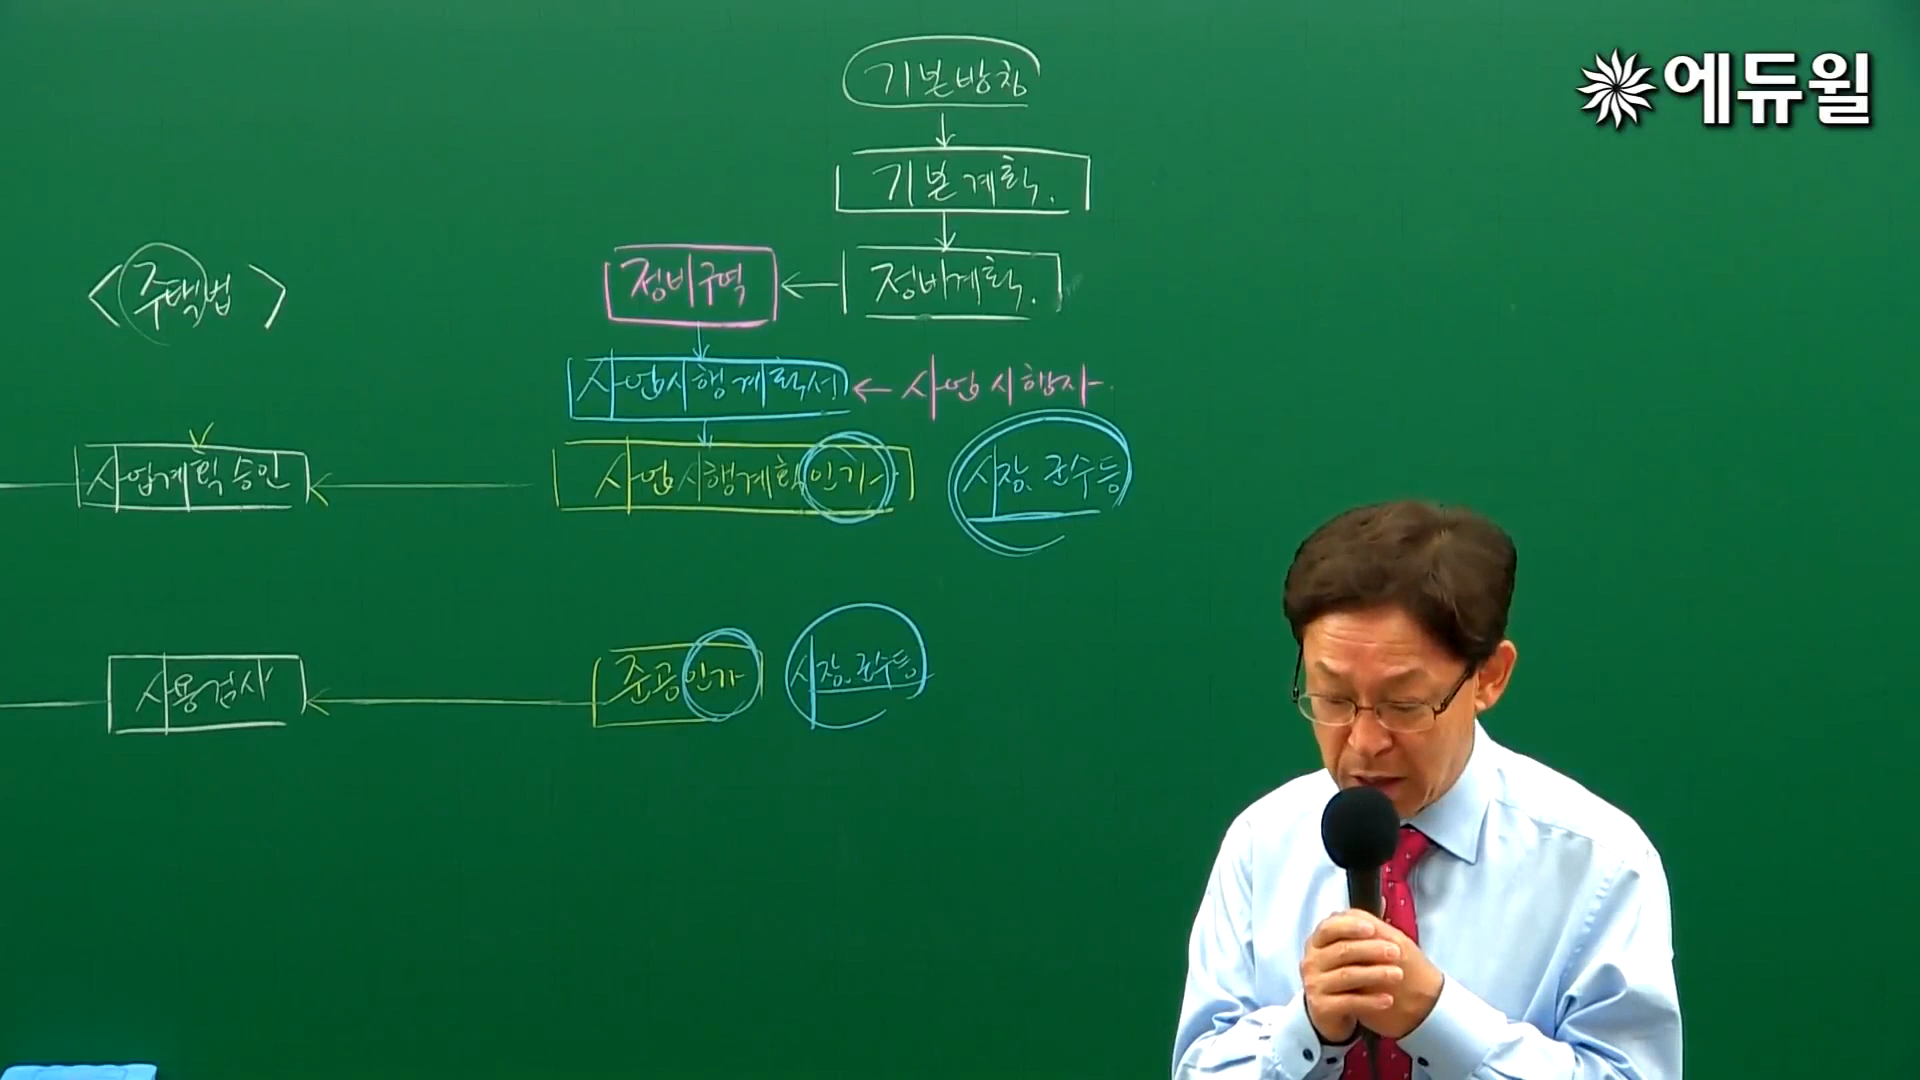 에듀윌
기본방침
기본계획.
정비구역 ← 정비계획.
<주택법>
사업시행계획서 ← 사업시행자
사업계획승인 ← 사업시행계획인가 시장.군수등
사용검사 ← 준공인가 시장.군수등